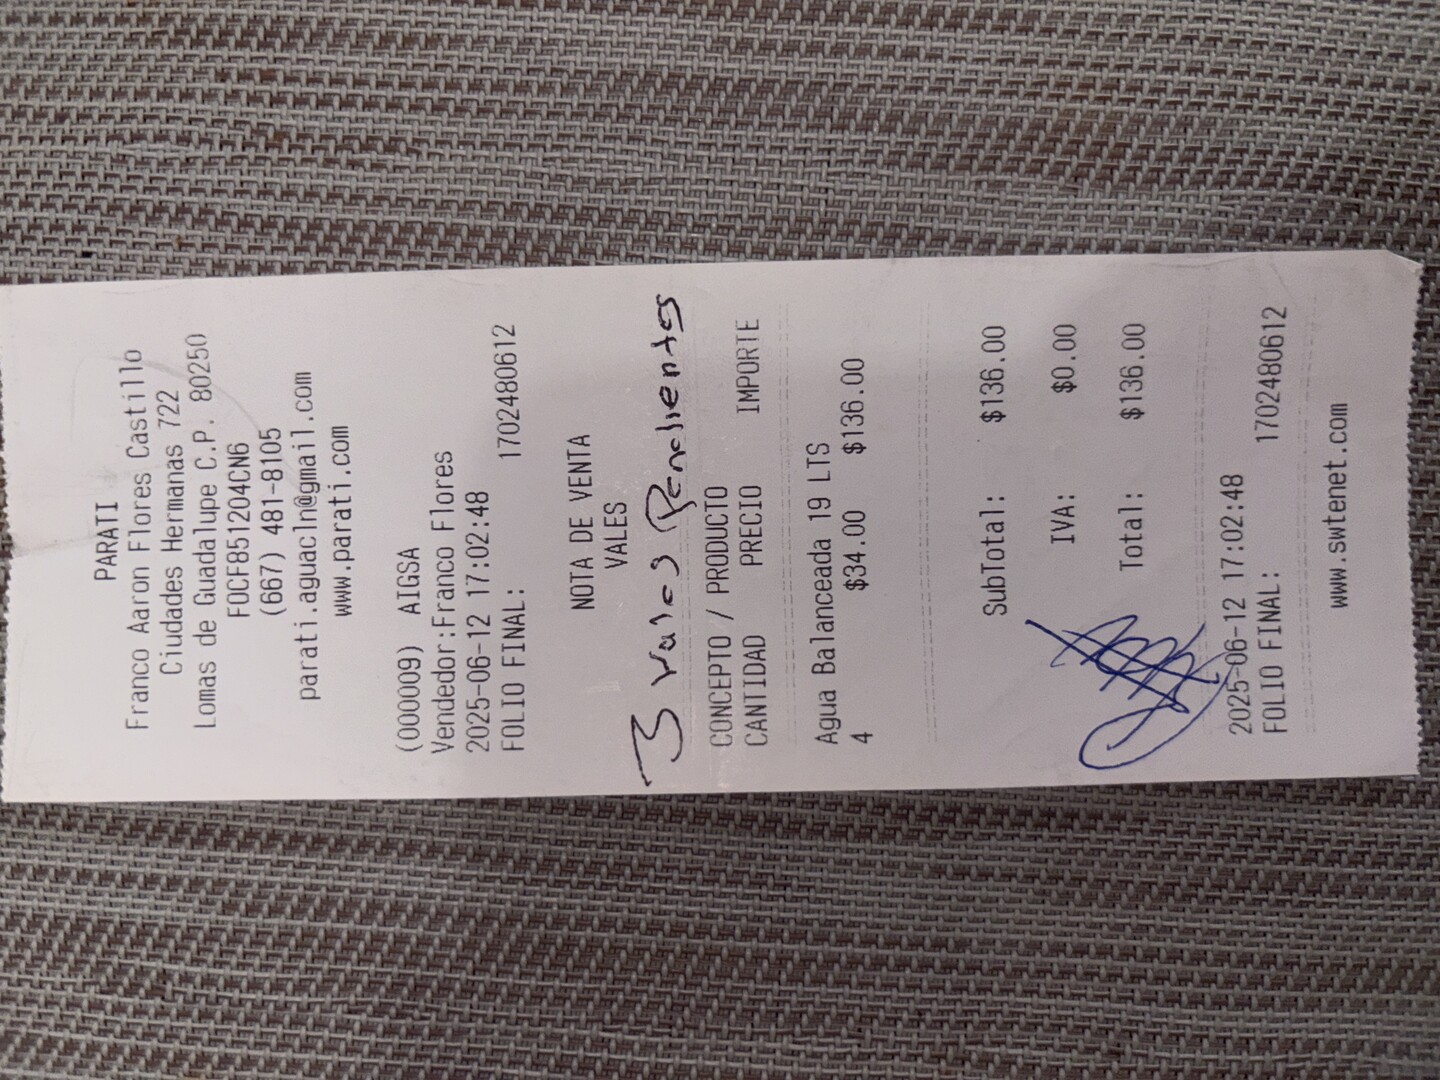 PARATI
Franco Aaron Flores Castillo
Ciudades Hermanas 722
Lomas de Guadalupe C.P. 80250
FOCF851204CN6
(667) 481-8105
parati.aguacln@gmail.com
www.parati.com
(000009) AIGSA
Vendedor:Franco Flores
2025-06-12 17:02:48
FOLIO FINAL: 1702480612
NOTA DE VENTA
VALES
3 vales Pendientes
CONCEPTO / PRODUCTO
CANTIDAD PRECIO IMPORTE
Agua Balanceada 19 LTS
4 $34.00 $136.00
SubTotal: $136.00
IVA: $0.00
Total: $136.00
2025-06-12 17:02:48
FOLIO FINAL: 1702480612
www.swtenet.com